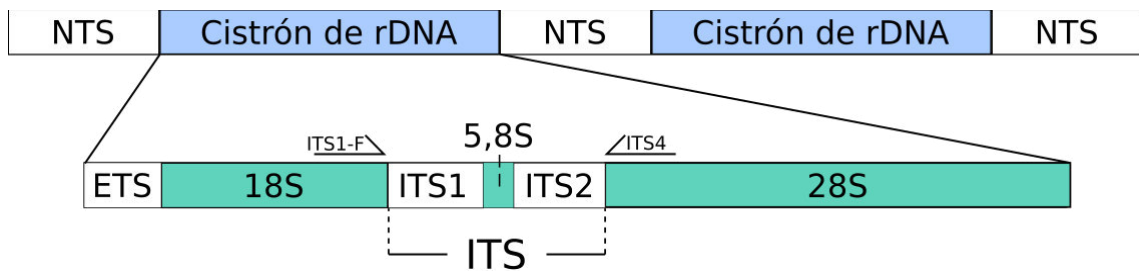 NTS Cistrón de rDNA NTS Cistrón de rDNA NTS
ITS1-F 5,8S ITS4
ETS 18S ITS1 ITS2 28S
ITS